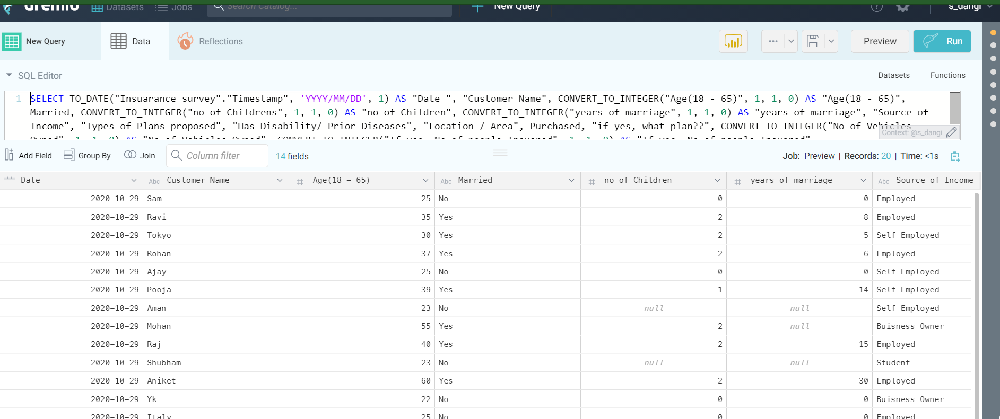 dremio Datasets Jobs Search Catalog... New Query s_dangi
New Query Data Reflections Preview Run
SQL Editor Datasets Functions
1 SELECT TO_DATE("Insuarance survey"."Timestamp", 'YYYY/MM/DD', 1) AS "Date ", "Customer Name", CONVERT_TO_INTEGER("Age(18 - 65)", 1, 1, 0) AS "Age(18 - 65)",
Married, CONVERT_TO_INTEGER("no of Childrens", 1, 1, 0) AS "no of Children", CONVERT_TO_INTEGER("years of marriage", 1, 1, 0) AS "years of marriage", "Source of
Income", "Types of Plans proposed", "Has Disability/ Prior Diseases", "Location / Area", Purchased, "if yes, what plan??", CONVERT_TO_INTEGER("No of Vehicles
Owned", 1, 1, 0) AS "No of Vehicles Owned", CONVERT_TO_INTEGER("If yes, No of people Insuared", 1, 1, 0) AS "If yes, No of people Insuared"
Context: @s_dangi
Add Field Group By Join Column filter 14 fields Job: Preview | Records: 20 | Time: <1s
Date Abc Customer Name # Age(18 - 65) Abc Married # no of Children # years of marriage Abc Source of Income
2020-10-29 Sam 25 No 0 0 Employed
2020-10-29 Ravi 35 Yes 2 8 Employed
2020-10-29 Tokyo 30 Yes 2 5 Self Employed
2020-10-29 Rohan 37 Yes 2 6 Employed
2020-10-29 Ajay 25 No 0 0 Self Employed
2020-10-29 Pooja 39 Yes 1 14 Self Employed
2020-10-29 Aman 23 No null null Self Employed
2020-10-29 Mohan 55 Yes 2 null Buisness Owner
2020-10-29 Raj 40 Yes 2 15 Employed
2020-10-29 Shubham 23 No null null Student
2020-10-29 Aniket 60 Yes 2 30 Employed
2020-10-29 Yk 22 No 0 0 Buisness Owner
2020-10-29 Italy 25 No 0 0 Employed